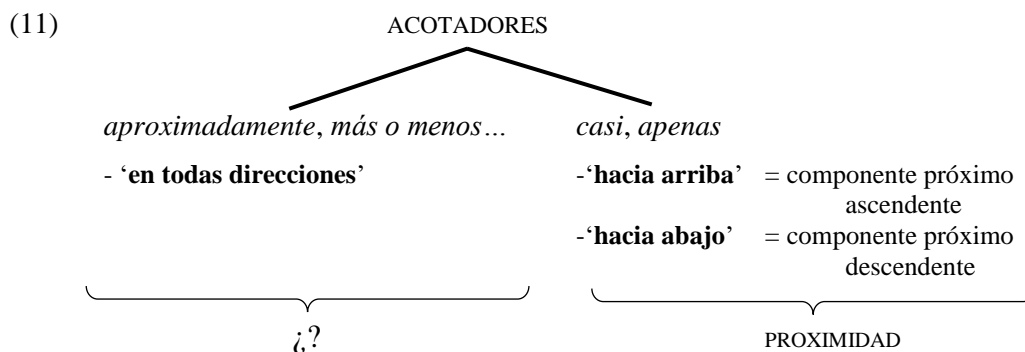 (11) ACOTADORES
aproximadamente, más o menos… casi, apenas
- ‘en todas direcciones’ -‘hacia arriba’ = componente próximo
ascendente
-‘hacia abajo’ = componente próximo
descendente
¿? PROXIMIDAD